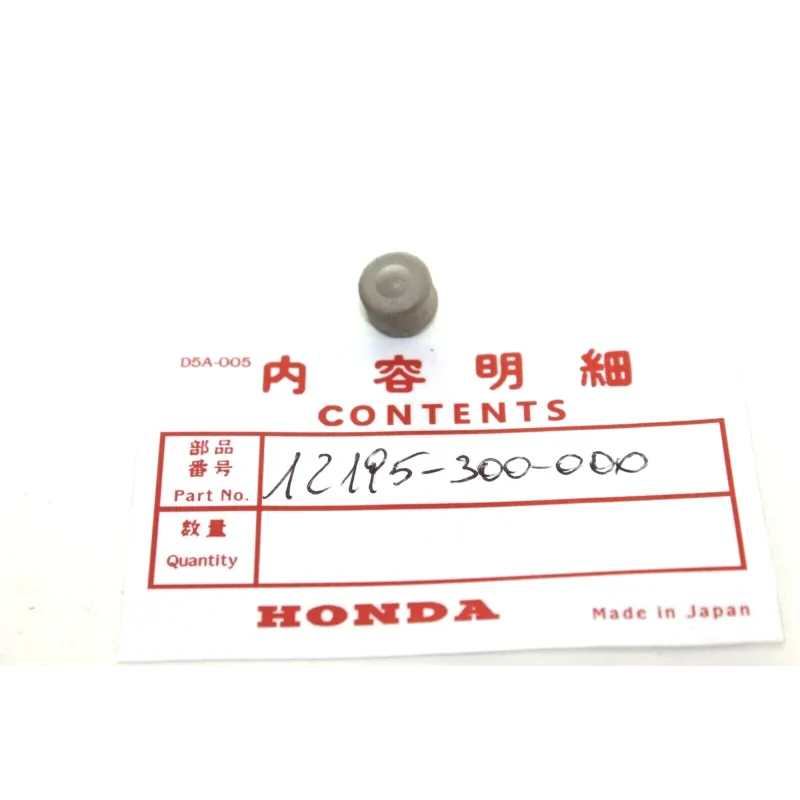 D5A-005 内容明細
CONTENTS
部品
番号
Part No. 12195-300-000
数量
Quantity
HONDA Made in Japan